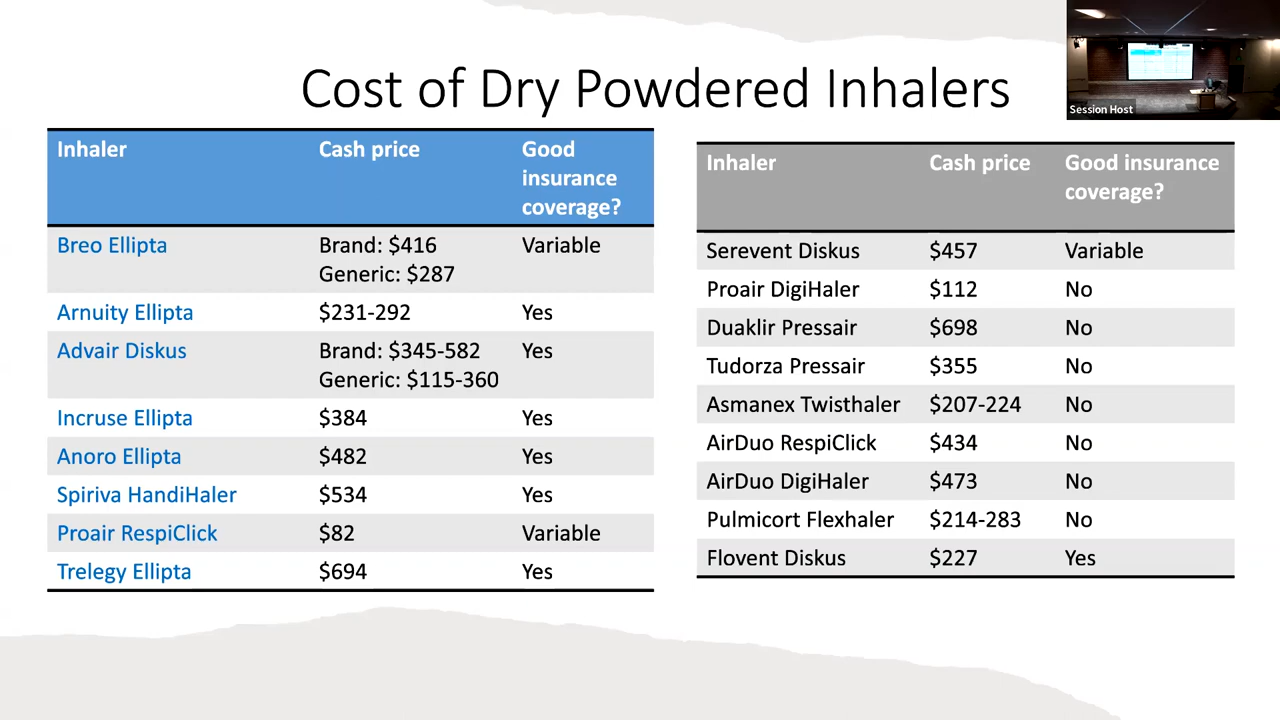 Session Host
Cost of Dry Powdered Inhalers
Inhaler Cash price Good insurance coverage?
Breo Ellipta Brand: $416 Generic: $287 Variable
Arnuity Ellipta $231-292 Yes
Advair Diskus Brand: $345-582 Generic: $115-360 Yes
Incruse Ellipta $384 Yes
Anoro Ellipta $482 Yes
Spiriva HandiHaler $534 Yes
Proair RespiClick $82 Variable
Trelegy Ellipta $694 Yes
Inhaler Cash price Good insurance coverage?
Serevent Diskus $457 Variable
Proair DigiHaler $112 No
Duaklir Pressair $698 No
Tudorza Pressair $355 No
Asmanex Twisthaler $207-224 No
AirDuo RespiClick $434 No
AirDuo DigiHaler $473 No
Pulmicort Flexhaler $214-283 No
Flovent Diskus $227 Yes